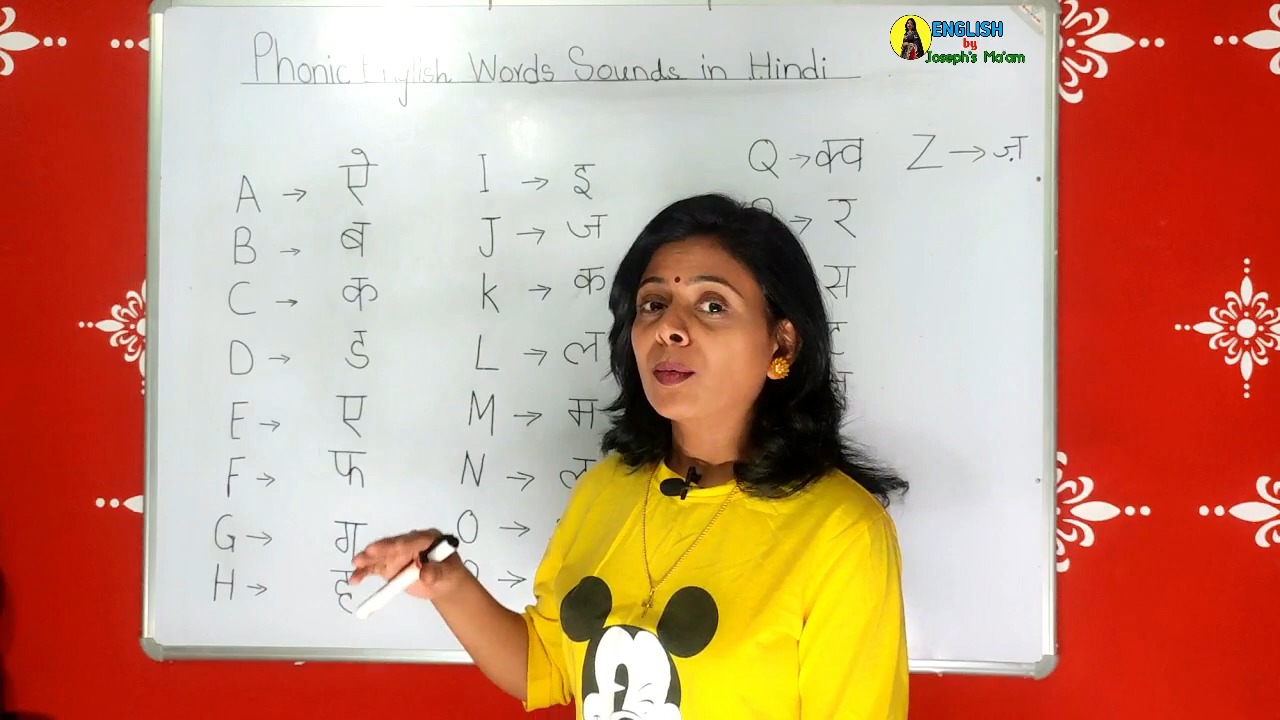 ENGLISH
by
Joseph's Ma'am
Phonic English Words Sounds in Hindi
A → ऐ
B → ब
C → क
D → ड
E → ए
F → फ
G → ग
H → ह
I → इ
J → ज
K → क
L → ल
M → म
N →
O →
→
Q → क्व
→ र
स
Z → ज़